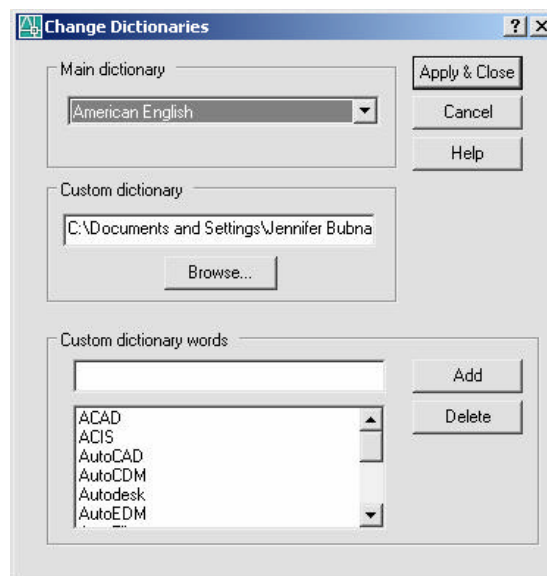 Change Dictionaries
Main dictionary
American English
Apply & Close
Cancel
Help
Custom dictionary
C:\Documents and Settings\Jennifer Bubna
Browse...
Custom dictionary words
Add
Delete
ACAD
ACIS
AutoCAD
AutoCDM
Autodesk
AutoEDM